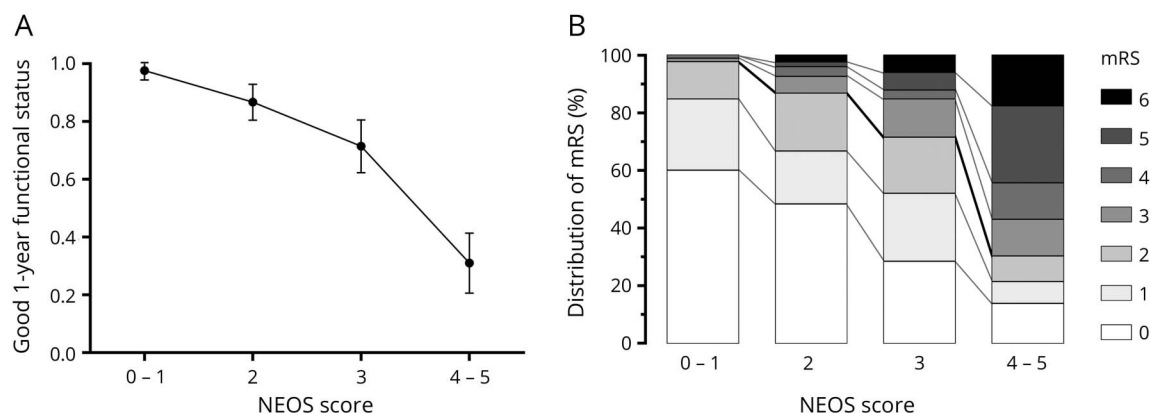 A
Good 1-year functional status
1.0
0.8
0.6
0.4
0.2
0.0
0 – 1
2
3
4 – 5
NEOS score
B
Distribution of mRS (%)
100
80
60
40
20
0
0 – 1
2
3
4 – 5
NEOS score
mRS
6
5
4
3
2
1
0